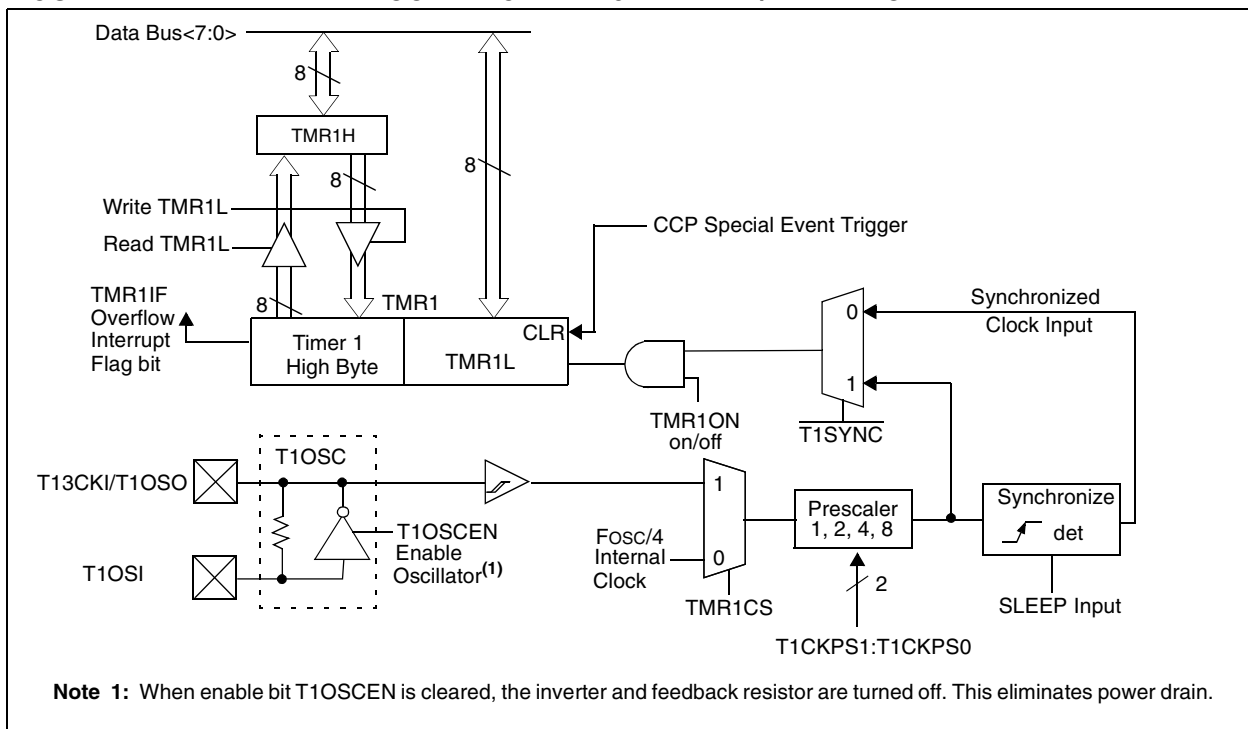 Data Bus<7:0>
8
TMR1H
8
8
Write TMR1L
CCP Special Event Trigger
Read TMR1L
TMR1IF
Overflow
Interrupt
Flag bit
8
TMR1
Timer 1
High Byte
TMR1L
CLR
0
1
Synchronized
Clock Input
TMR1ON
on/off
T1SYNC
T1OSC
T13CKI/T1OSO
T1OSI
T1OSCEN
Enable
Oscillator(1)
FOSC/4
Internal
Clock
1
0
TMR1CS
Prescaler
1, 2, 4, 8
2
T1CKPS1:T1CKPS0
Synchronize
det
SLEEP Input
Note 1: When enable bit T1OSCEN is cleared, the inverter and feedback resistor are turned off. This eliminates power drain.